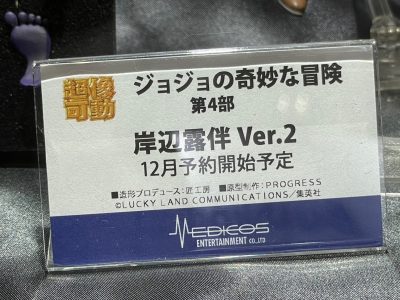 超像可動
ジョジョの奇妙な冒険
第4部
岸辺露伴 Ver.2
12月予約開始予定
■造形プロデュース：匠工房　■原型制作：PROGRESS
©LUCKY LAND COMMUNICATIONS／集英社
MEDICOS
ENTERTAINMENT CO.,LTD